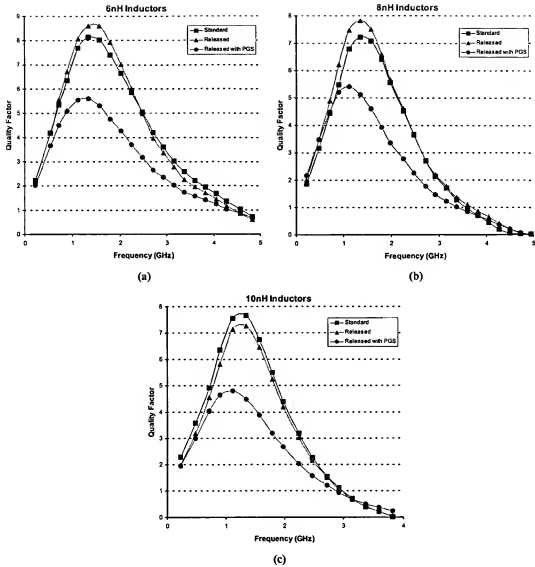 6nH Inductors
Standard
Released
Released with PGS
Quality Factor
9
8
7
6
5
4
3
2
1
0
0 1 2 3 4 5
Frequency (GHz)
(a)
8nH Inductors
Standard
Released
Released with PGS
Quality Factor
8
7
6
5
4
3
2
1
0
0 1 2 3 4 5
Frequency (GHz)
(b)
10nH Inductors
Standard
Released
Released with PGS
Quality Factor
8
7
6
5
4
3
2
1
0
0 1 2 3 4
Frequency (GHz)
(c)